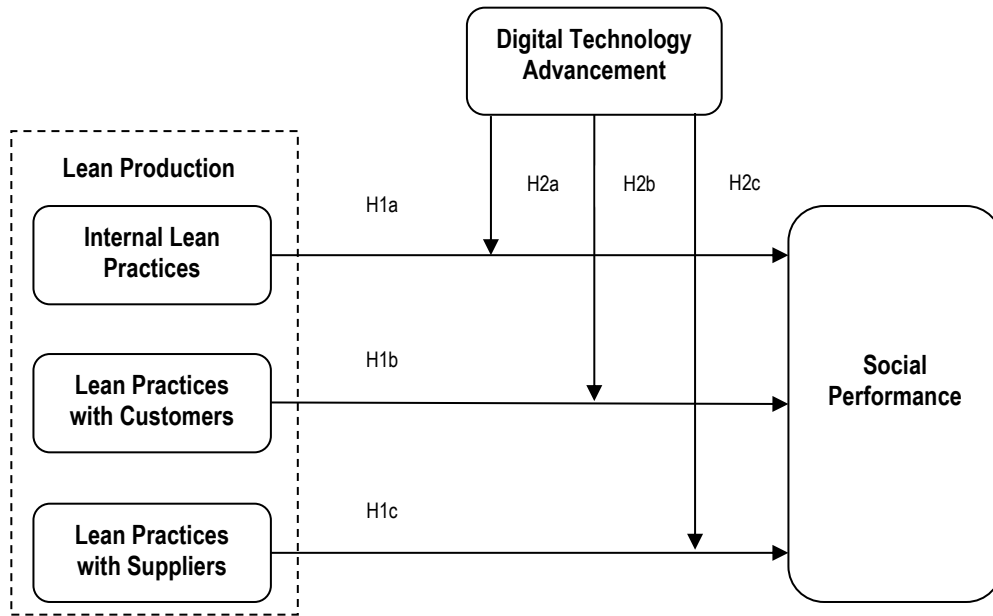 Digital Technology
Advancement
Lean Production
H1a
H2a
H2b
H2c
Internal Lean
Practices
H1b
Lean Practices
with Customers
Social
Performance
H1c
Lean Practices
with Suppliers